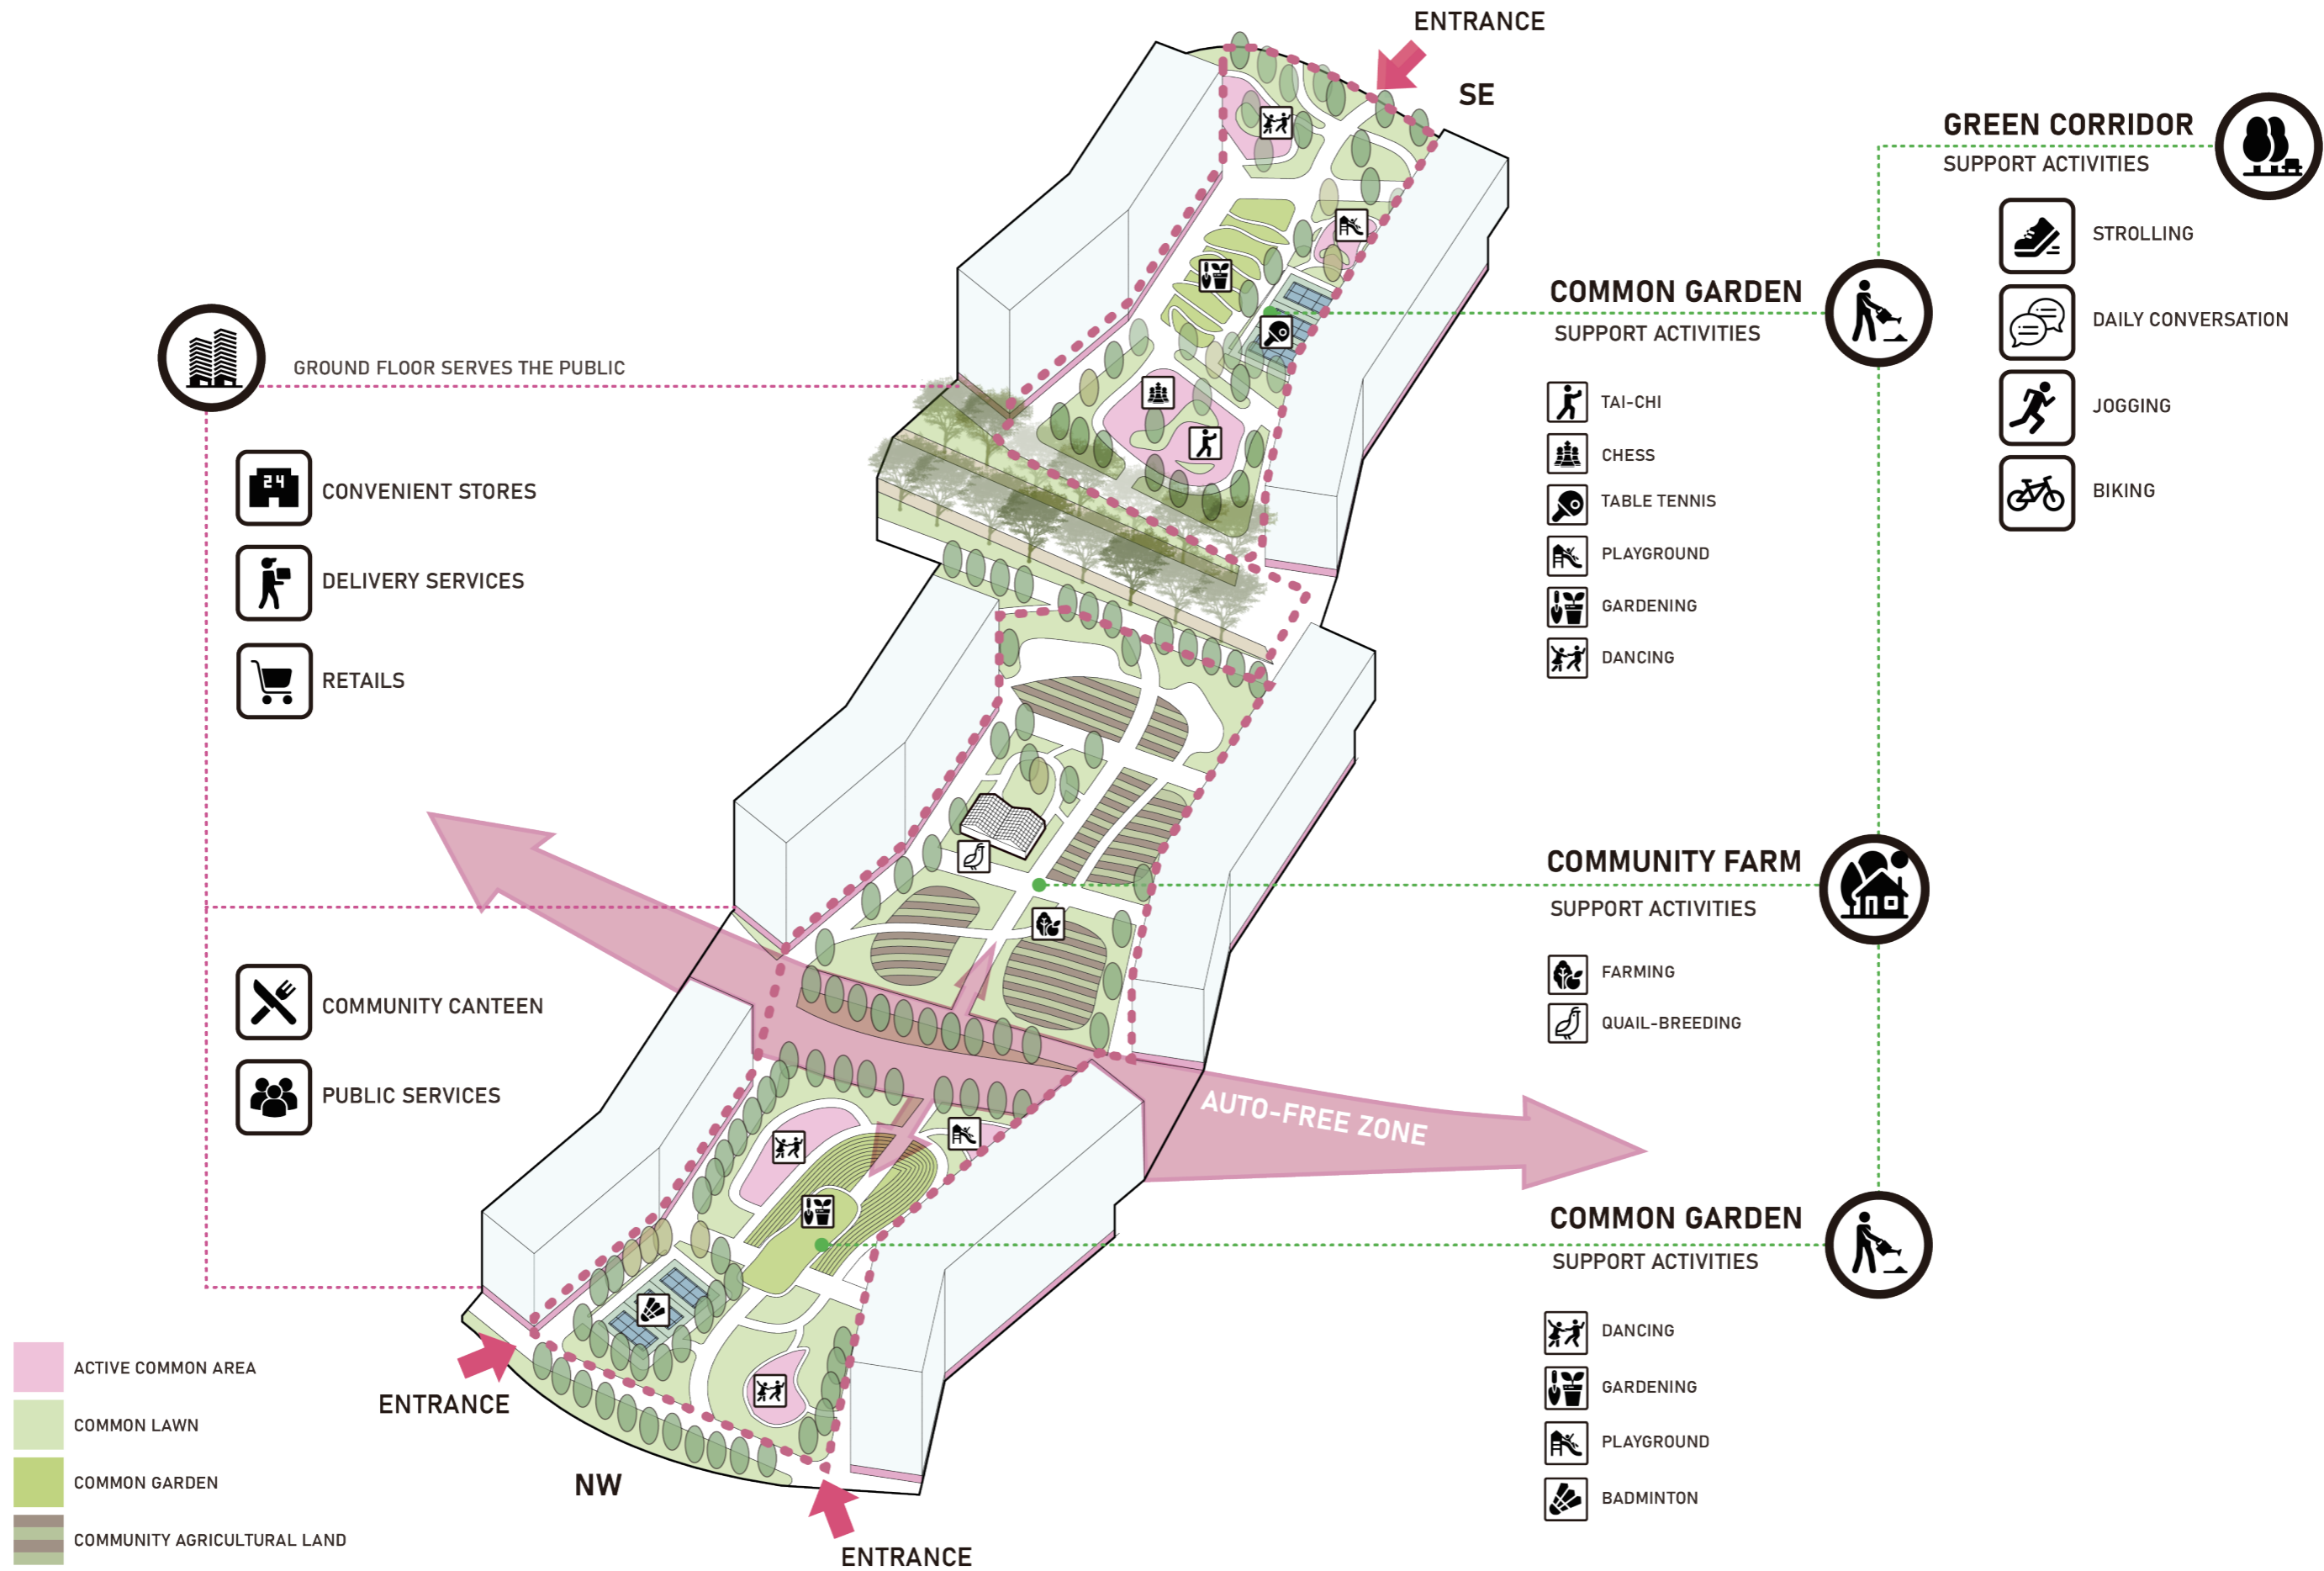 ENTRANCE
SE
GREEN CORRIDOR
SUPPORT ACTIVITIES
STROLLING
DAILY CONVERSATION
JOGGING
BIKING
COMMON GARDEN
SUPPORT ACTIVITIES
TAI-CHI
CHESS
TABLE TENNIS
PLAYGROUND
GARDENING
DANCING
GROUND FLOOR SERVES THE PUBLIC
24
CONVENIENT STORES
DELIVERY SERVICES
RETAILS
COMMUNITY CANTEEN
PUBLIC SERVICES
COMMUNITY FARM
SUPPORT ACTIVITIES
FARMING
QUAIL-BREEDING
AUTO-FREE ZONE
COMMON GARDEN
SUPPORT ACTIVITIES
DANCING
GARDENING
PLAYGROUND
BADMINTON
ACTIVE COMMON AREA
COMMON LAWN
COMMON GARDEN
COMMUNITY AGRICULTURAL LAND
ENTRANCE
NW
ENTRANCE